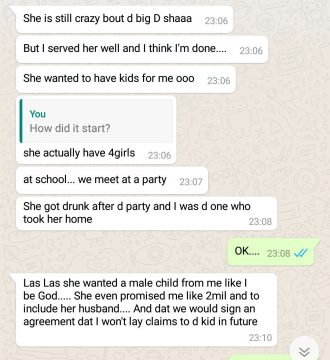 She is still crazy bout d big D shaaa 23:06
But I served her well and I think I'm done.... 23:06
She wanted to have kids for me ooo 23:06
You
How did it start?
she actually have 4girls 23:06
at school... we meet at a party 23:07
She got drunk after d party and I was d one who
took her home 23:08
OK.... 23:08
Las Las she wanted a male child from me like I
be God..... She even promised me like 2mil and to
include her husband.... And dat we would sign an
agreement dat I won't lay claims to d kid in future
23:10